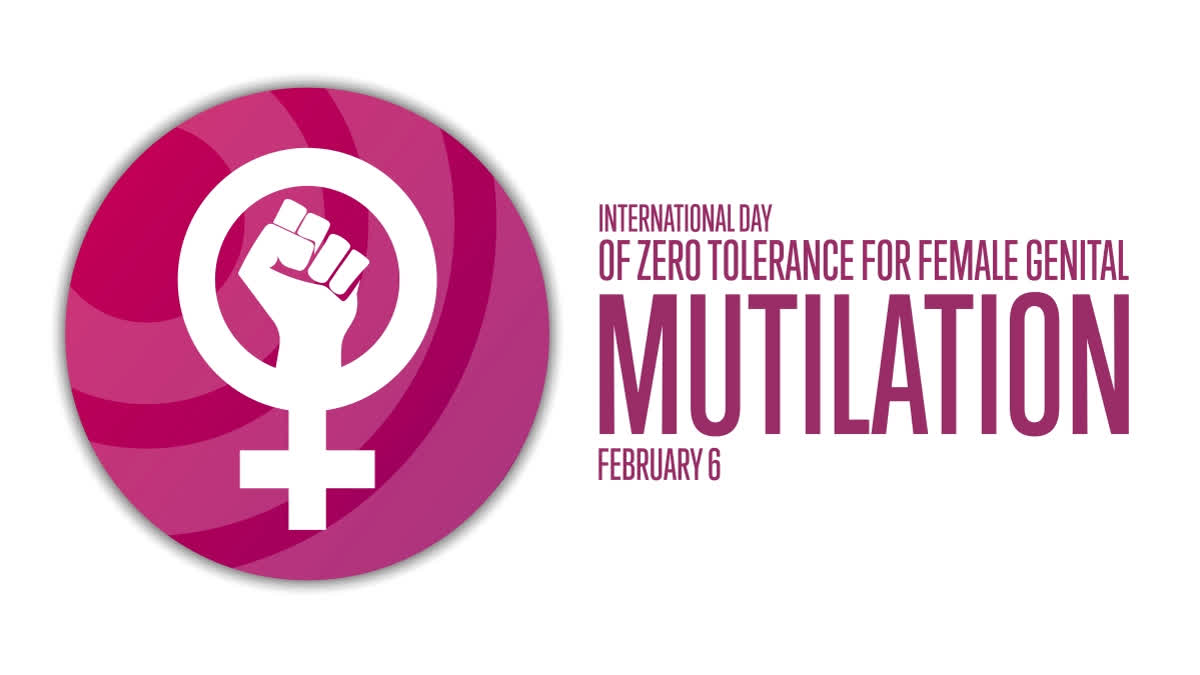 INTERNATIONAL DAY
OF ZERO TOLERANCE FOR FEMALE GENITAL
MUTILATION
FEBRUARY 6